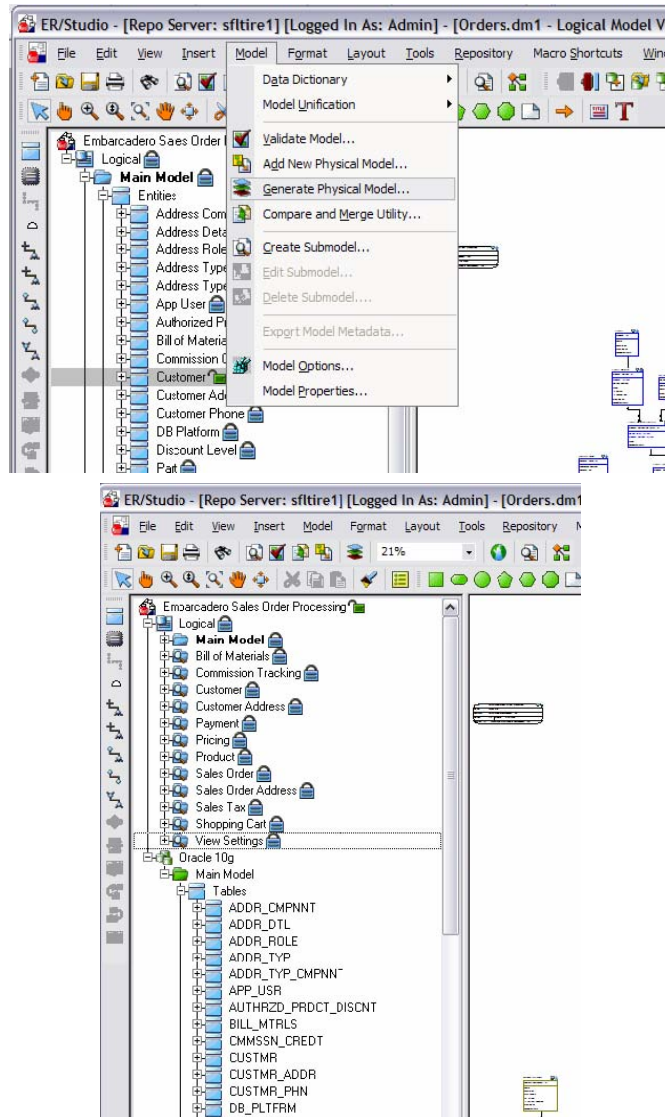 ER/Studio - [Repo Server: sfltire1] [Logged In As: Admin] - [Orders.dm1 - Logical Model V
File Edit View Insert Model Format Layout Tools Repository Macro Shortcuts Win
Data Dictionary
Model Unification
Validate Model...
Add New Physical Model...
Generate Physical Model...
Compare and Merge Utility...
Create Submodel...
Edit Submodel...
Delete Submodel....
Export Model Metadata...
Model Options...
Model Properties...
T
Embarcadero Saes Order
Logical
Main Model
Entities
Address Com
Address Deta
Address Role
Address Type
Address Type
App User
Authorized P
Bill of Materia
Commission C
Customer
Customer Ad
Customer Phone
DB Platform
Discount Level
Part
ER/Studio - [Repo Server: sfltire1] [Logged In As: Admin] - [Orders.dm1
File Edit View Insert Model Format Layout Tools Repository M
21%
Embarcadero Sales Order Processing
Logical
Main Model
Bill of Materials
Commission Tracking
Customer
Customer Address
Payment
Pricing
Product
Sales Order
Sales Order Address
Sales Tax
Shopping Cart
View Settings
Oracle 10g
Main Model
Tables
ADDR_CMPNNT
ADDR_DTL
ADDR_ROLE
ADDR_TYP
ADDR_TYP_CMPNNT
APP_USR
AUTHRZD_PRDCT_DISCNT
BILL_MTRLS
CMMSSN_CREDT
CUSTMR
CUSTMR_ADDR
CUSTMR_PHN
DB_PLTFRM